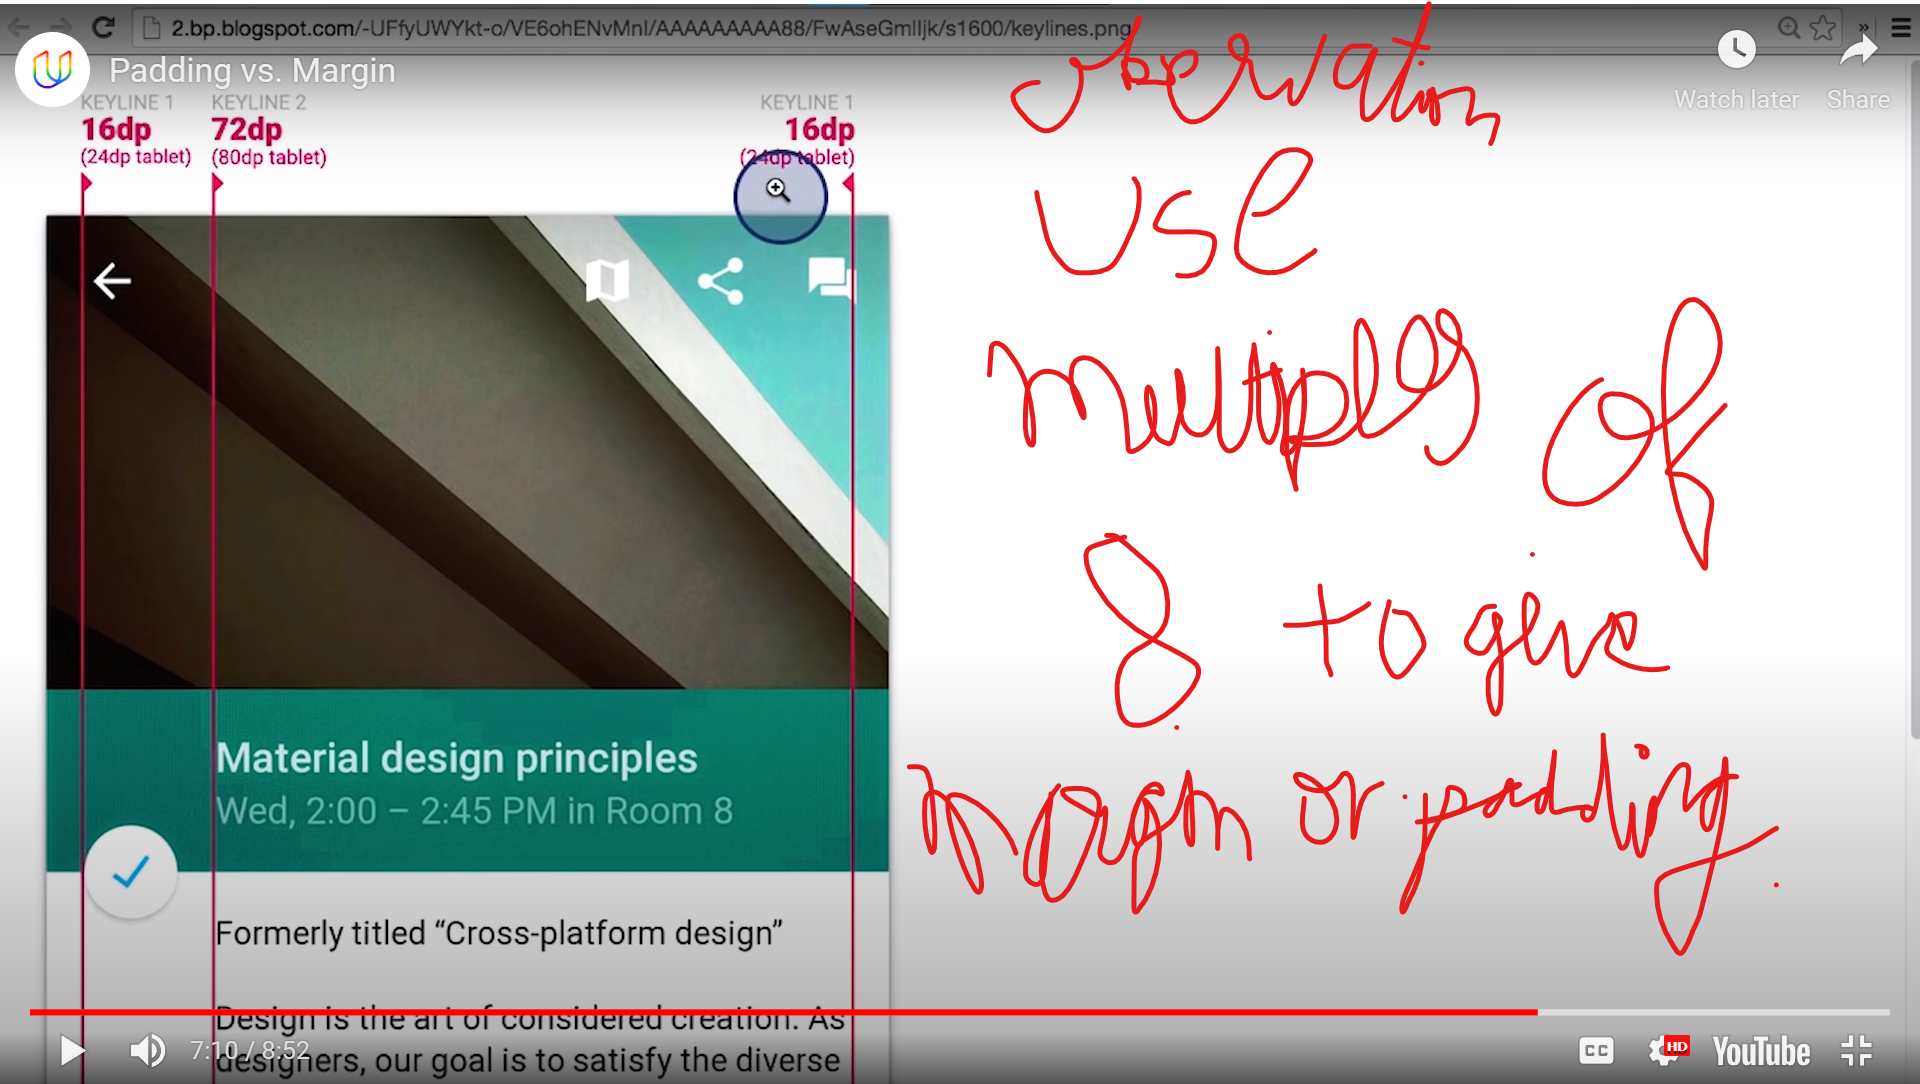 2.bp.blogspot.com/-UFfyUWYkt-o/VE6ohENvMnI/AAAAAAAAA88/FwAseGmlIjk/s1600/keylines.png
Padding vs. Margin
Watch later Share
KEYLINE 1 KEYLINE 2 KEYLINE 1
16dp 72dp 16dp
(24dp tablet) (80dp tablet) (24dp tablet)
observation
use
multiples of
8 to give
margin or padding.
Material design principles
Wed, 2:00 – 2:45 PM in Room 8
Formerly titled “Cross-platform design”
Design is the art of considered creation. As
designers, our goal is to satisfy the diverse
7:10 / 8:52
CC HD YouTube